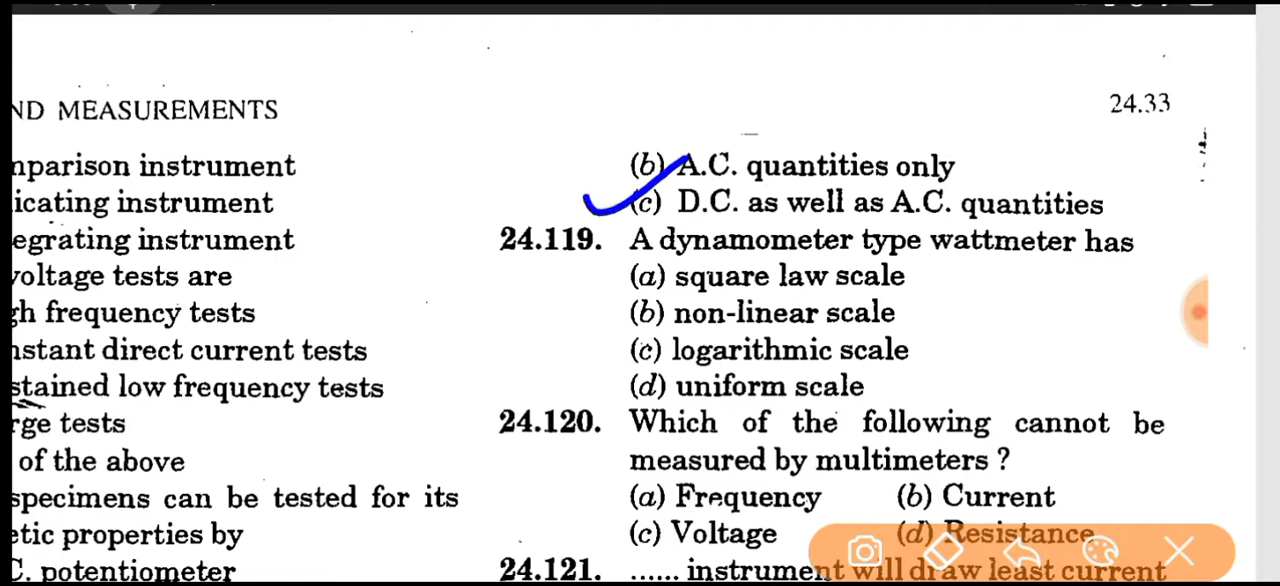 ND MEASUREMENTS
24.33
mparison instrument
icating instrument
egrating instrument
voltage tests are
gh frequency tests
nstant direct current tests
stained low frequency tests
rge tests
of the above
specimens can be tested for its
etic properties by
C. potentiometer
(b) A.C. quantities only
(c) D.C. as well as A.C. quantities
24.119. A dynamometer type wattmeter has
(a) square law scale
(b) non-linear scale
(c) logarithmic scale
(d) uniform scale
24.120. Which of the following cannot be
measured by multimeters ?
(a) Frequency (b) Current
(c) Voltage (d) Resistance
24.121. ...... instrument will draw least current